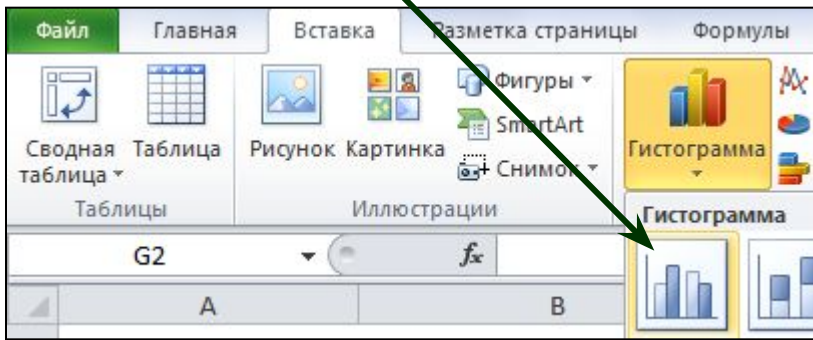 Файл Главная Вставка Разметка страницы Формулы
Сводная таблица Таблица Рисунок Картинка Фигуры SmartArt Снимок Гистограмма
Таблицы Иллюстрации Гистограмма
G2 fx
A B